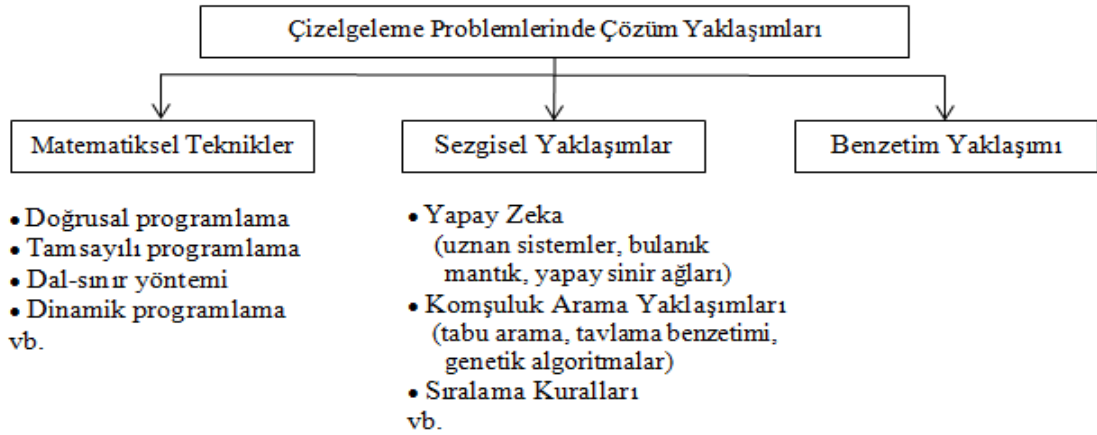 Çizelgeleme Problemlerinde Çözüm Yaklaşımları
Matematiksel Teknikler
Sezgisel Yaklaşımlar
Benzetim Yaklaşımı
• Doğrusal programlama
• Tamsayılı programlama
• Dal-sınır yöntemi
• Dinamik programlama
vb.
• Yapay Zeka
(uznan sistemler, bulanık
mantık, yapay sinir ağları)
• Komşuluk Arama Yaklaşımları
(tabu arama, tavlama benzetimi,
genetik algoritmalar)
• Sıralama Kuralları
vb.